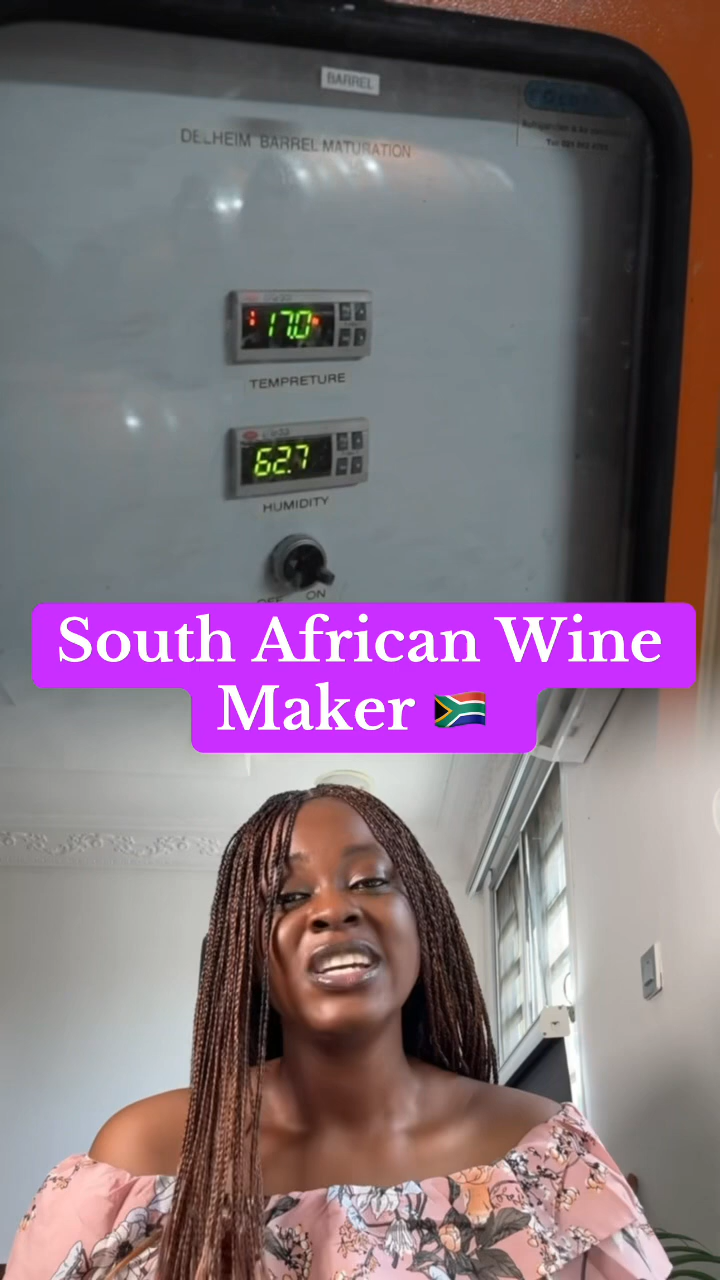 BARREL
DELHEIM BARREL MATURATION
17.0
TEMPRETURE
62.7
HUMIDITY
OFF ON
South African Wine
Maker 🇿🇦